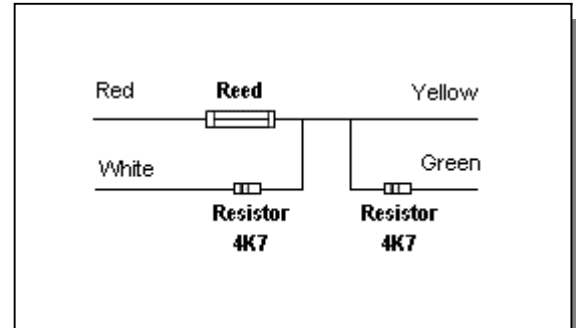 Red Reed Yellow
White Green
Resistor Resistor
4K7 4K7